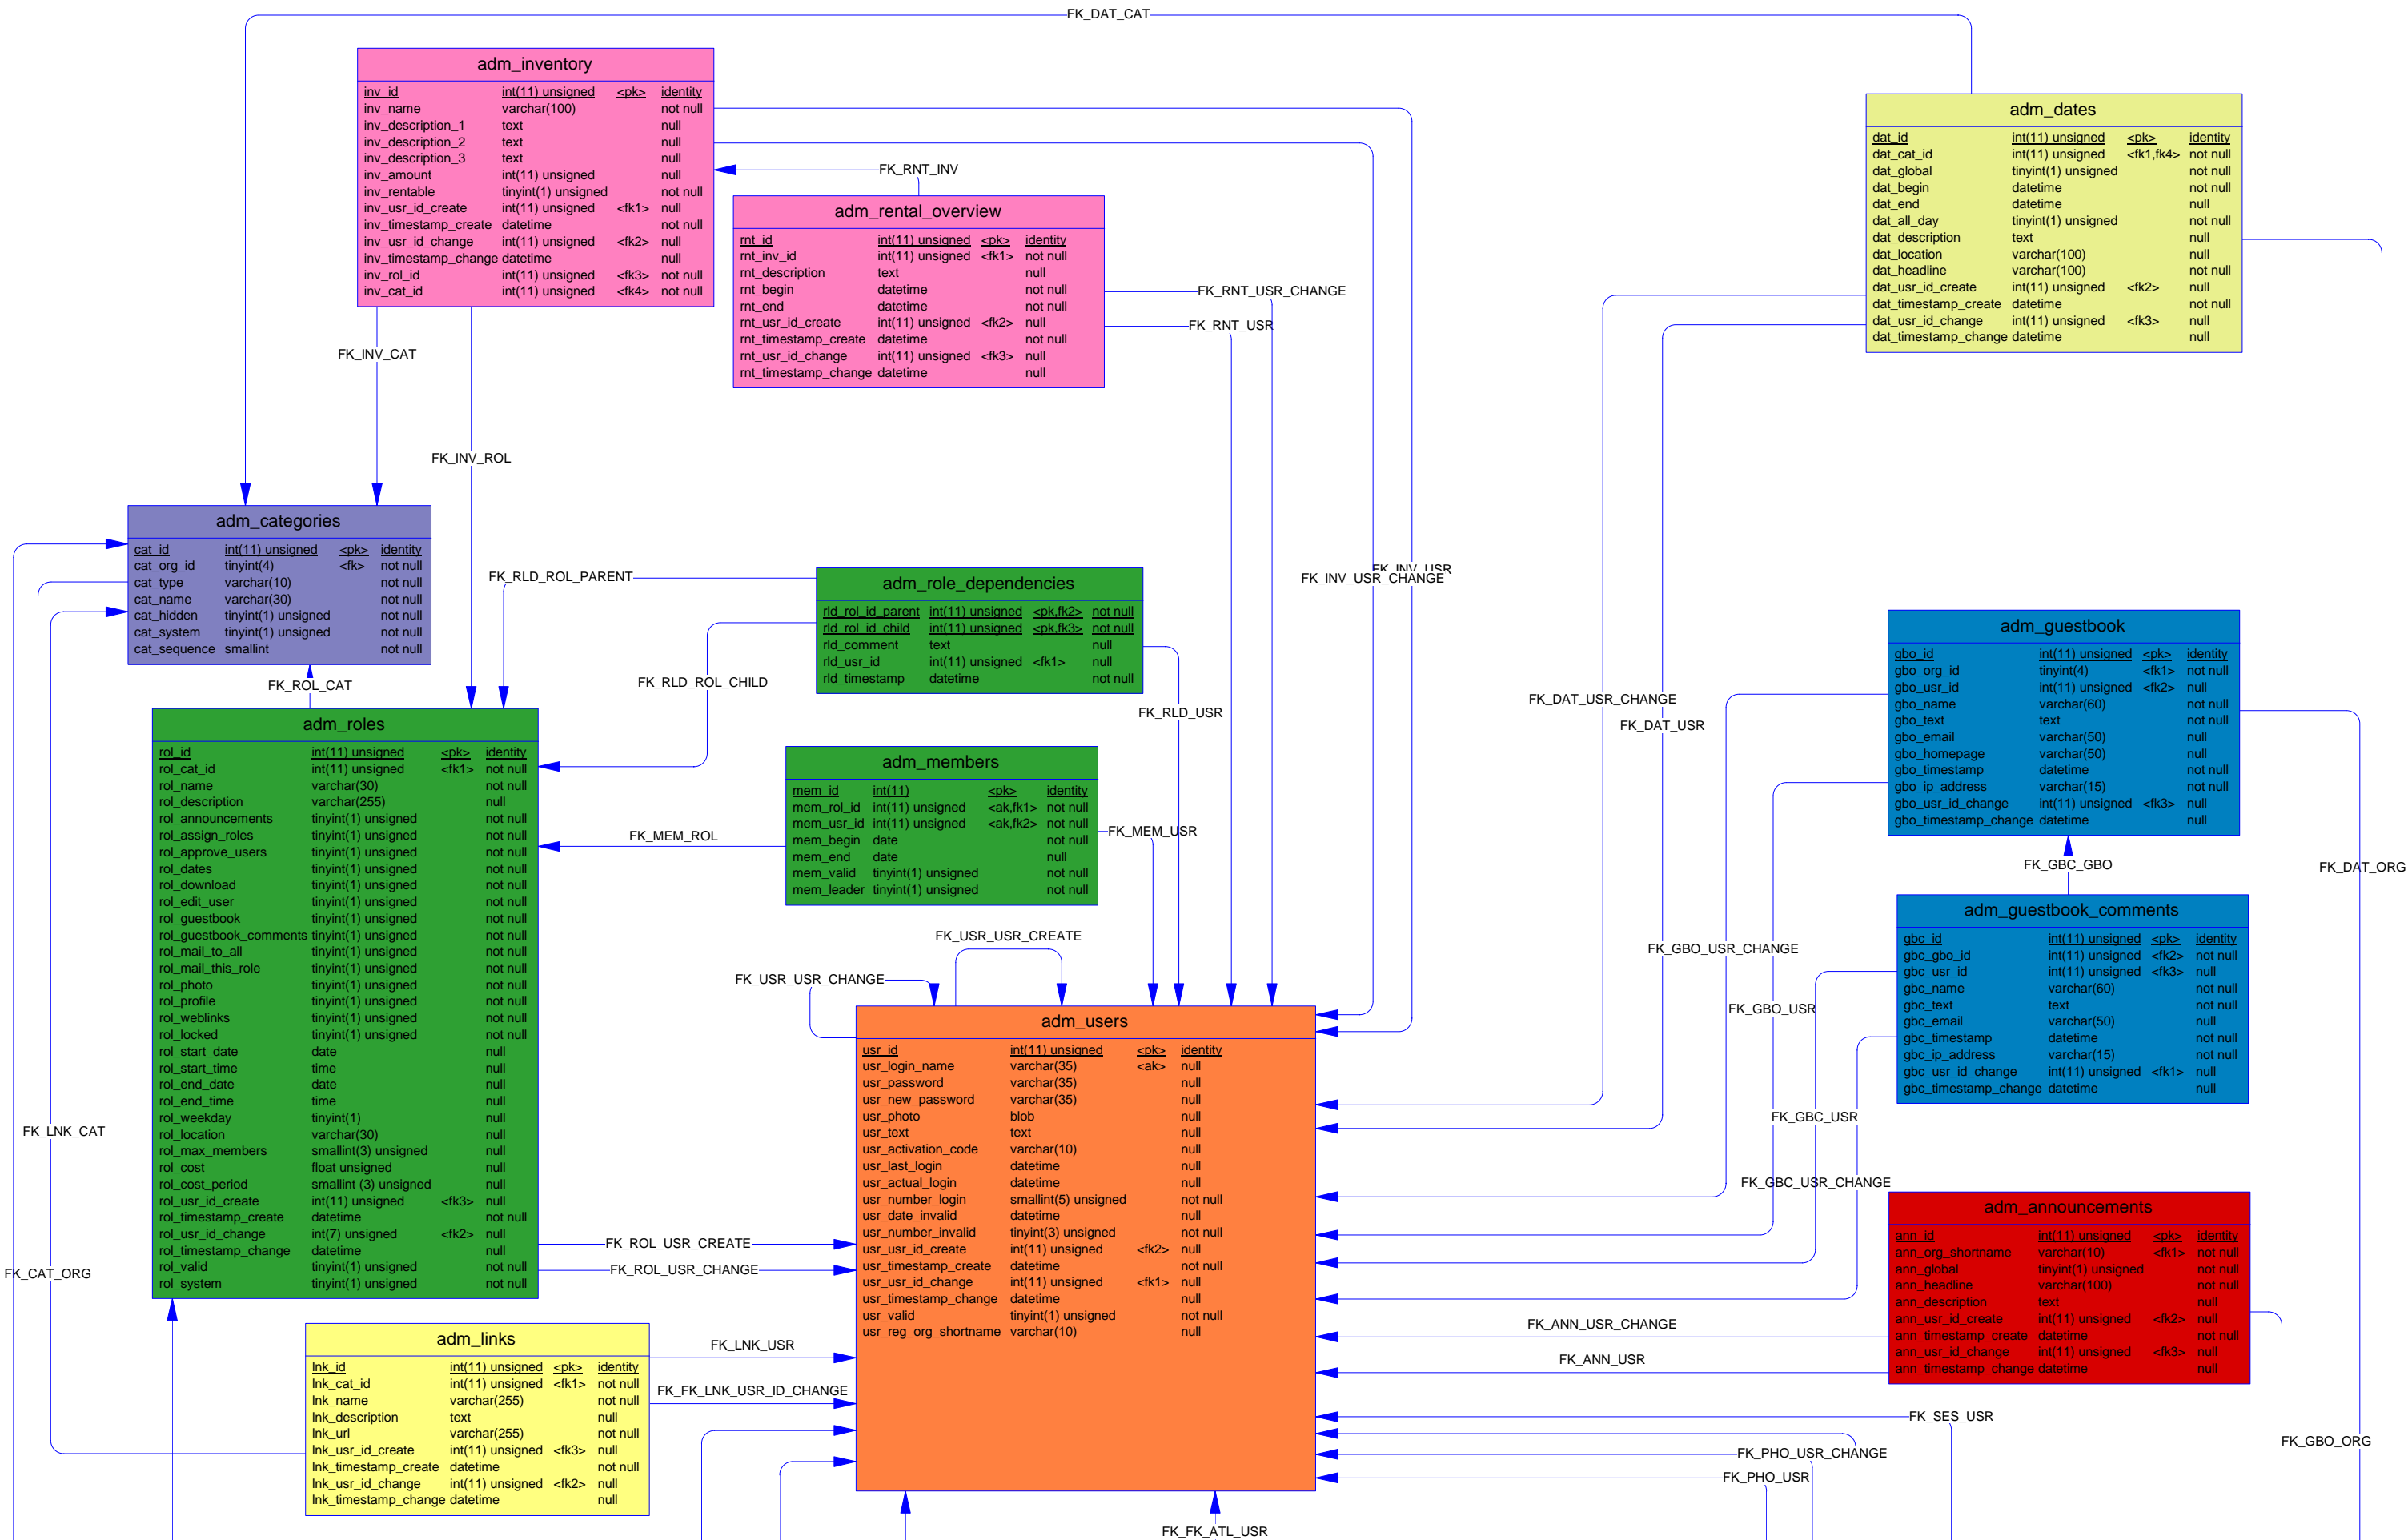 FK_DAT_CAT
adm_inventory
inv_id int(11) unsigned <pk> identity
inv_name varchar(100) not null
inv_description_1 text null
inv_description_2 text null
inv_description_3 text null
inv_amount int(11) unsigned null
inv_rentable tinyint(1) unsigned not null
inv_usr_id_create int(11) unsigned <fk1> null
inv_timestamp_create datetime not null
inv_usr_id_change int(11) unsigned <fk2> null
inv_timestamp_change datetime null
inv_rol_id int(11) unsigned <fk3> not null
inv_cat_id int(11) unsigned <fk4> not null
adm_dates
dat_id int(11) unsigned <pk> identity
dat_cat_id int(11) unsigned <fk1,fk4> not null
dat_global tinyint(1) unsigned not null
dat_begin datetime not null
dat_end datetime null
dat_all_day tinyint(1) unsigned not null
dat_description text null
dat_location varchar(100) null
dat_headline varchar(100) not null
dat_usr_id_create int(11) unsigned <fk2> null
dat_timestamp_create datetime not null
dat_usr_id_change int(11) unsigned <fk3> null
dat_timestamp_change datetime null
FK_RNT_INV
adm_rental_overview
rnt_id int(11) unsigned <pk> identity
rnt_inv_id int(11) unsigned <fk1> not null
rnt_description text null
rnt_begin datetime not null
rnt_end datetime not null
rnt_usr_id_create int(11) unsigned <fk2> null
rnt_timestamp_create datetime not null
rnt_usr_id_change int(11) unsigned <fk3> null
rnt_timestamp_change datetime null
FK_RNT_USR_CHANGE
FK_RNT_USR
FK_INV_CAT
FK_INV_ROL
adm_categories
cat_id int(11) unsigned <pk> identity
cat_org_id tinyint(4) <fk> not null
cat_type varchar(10) not null
cat_name varchar(30) not null
cat_hidden tinyint(1) unsigned not null
cat_system tinyint(1) unsigned not null
cat_sequence smallint not null
FK_RLD_ROL_PARENT
adm_role_dependencies
rld_rol_id_parent int(11) unsigned <pk,fk2> not null
rld_rol_id_child int(11) unsigned <pk,fk3> not null
rld_comment text null
rld_usr_id int(11) unsigned <fk1> null
rld_timestamp datetime not null
FK_INV_USR
FK_INV_USR_CHANGE
FK_ROL_CAT
FK_RLD_ROL_CHILD
FK_RLD_USR
FK_DAT_USR_CHANGE
FK_DAT_USR
adm_guestbook
gbo_id int(11) unsigned <pk> identity
gbo_org_id tinyint(4) <fk1> not null
gbo_usr_id int(11) unsigned <fk2> null
gbo_name varchar(60) not null
gbo_text text not null
gbo_email varchar(50) null
gbo_homepage varchar(50) null
gbo_timestamp datetime not null
gbo_ip_address varchar(15) not null
gbo_usr_id_change int(11) unsigned <fk3> null
gbo_timestamp_change datetime null
adm_roles
rol_id int(11) unsigned <pk> identity
rol_cat_id int(11) unsigned <fk1> not null
rol_name varchar(30) not null
rol_description varchar(255) null
rol_announcements tinyint(1) unsigned not null
rol_assign_roles tinyint(1) unsigned not null
rol_approve_users tinyint(1) unsigned not null
rol_dates tinyint(1) unsigned not null
rol_download tinyint(1) unsigned not null
rol_edit_user tinyint(1) unsigned not null
rol_guestbook tinyint(1) unsigned not null
rol_guestbook_comments tinyint(1) unsigned not null
rol_mail_to_all tinyint(1) unsigned not null
rol_mail_this_role tinyint(1) unsigned not null
rol_photo tinyint(1) unsigned not null
rol_profile tinyint(1) unsigned not null
rol_weblinks tinyint(1) unsigned not null
rol_locked tinyint(1) unsigned not null
rol_start_date date null
rol_start_time time null
rol_end_date date null
rol_end_time time null
rol_weekday tinyint(1) null
rol_location varchar(30) null
rol_max_members smallint(3) unsigned null
rol_cost float unsigned null
rol_cost_period smallint (3) unsigned null
rol_usr_id_create int(11) unsigned <fk3> null
rol_timestamp_create datetime not null
rol_usr_id_change int(7) unsigned <fk2> null
rol_timestamp_change datetime null
rol_valid tinyint(1) unsigned not null
rol_system tinyint(1) unsigned not null
adm_members
mem_id int(11) <pk> identity
mem_rol_id int(11) unsigned <ak,fk1> not null
mem_usr_id int(11) unsigned <ak,fk2> not null
mem_begin date not null
mem_end date null
mem_valid tinyint(1) unsigned not null
mem_leader tinyint(1) unsigned not null
FK_MEM_ROL
FK_MEM_USR
FK_GBC_GBO
FK_DAT_ORG
adm_guestbook_comments
gbc_id int(11) unsigned <pk> identity
gbc_gbo_id int(11) unsigned <fk2> not null
gbc_usr_id int(11) unsigned <fk3> null
gbc_name varchar(60) not null
gbc_text text not null
gbc_email varchar(50) null
gbc_timestamp datetime not null
gbc_ip_address varchar(15) not null
gbc_usr_id_change int(11) unsigned <fk1> null
gbc_timestamp_change datetime null
FK_USR_USR_CREATE
FK_USR_USR_CHANGE
FK_GBO_USR_CHANGE
FK_GBO_USR
adm_users
usr_id int(11) unsigned <pk> identity
usr_login_name varchar(35) <ak> null
usr_password varchar(35) null
usr_new_password varchar(35) null
usr_photo blob null
usr_text text null
usr_activation_code varchar(10) null
usr_last_login datetime null
usr_actual_login datetime null
usr_number_login smallint(5) unsigned not null
usr_date_invalid datetime null
usr_number_invalid tinyint(3) unsigned not null
usr_usr_id_create int(11) unsigned <fk2> null
usr_timestamp_create datetime not null
usr_usr_id_change int(11) unsigned <fk1> null
usr_timestamp_change datetime null
usr_valid tinyint(1) unsigned not null
usr_reg_org_shortname varchar(10) null
FK_GBC_USR
FK_GBC_USR_CHANGE
FK_LNK_CAT
FK_CAT_ORG
FK_ROL_USR_CREATE
FK_ROL_USR_CHANGE
adm_announcements
ann_id int(11) unsigned <pk> identity
ann_org_shortname varchar(10) <fk1> not null
ann_global tinyint(1) unsigned not null
ann_headline varchar(100) not null
ann_description text null
ann_usr_id_create int(11) unsigned <fk2> null
ann_timestamp_create datetime not null
ann_usr_id_change int(11) unsigned <fk3> null
ann_timestamp_change datetime null
FK_ANN_USR_CHANGE
FK_ANN_USR
adm_links
lnk_id int(11) unsigned <pk> identity
lnk_cat_id int(11) unsigned <fk1> not null
lnk_name varchar(255) not null
lnk_description text null
lnk_url varchar(255) not null
lnk_usr_id_create int(11) unsigned <fk3> null
lnk_timestamp_create datetime not null
lnk_usr_id_change int(11) unsigned <fk2> null
lnk_timestamp_change datetime null
FK_LNK_USR
FK_FK_LNK_USR_ID_CHANGE
FK_SES_USR
FK_GBO_ORG
FK_PHO_USR_CHANGE
FK_PHO_USR
FK_FK_ATL_USR